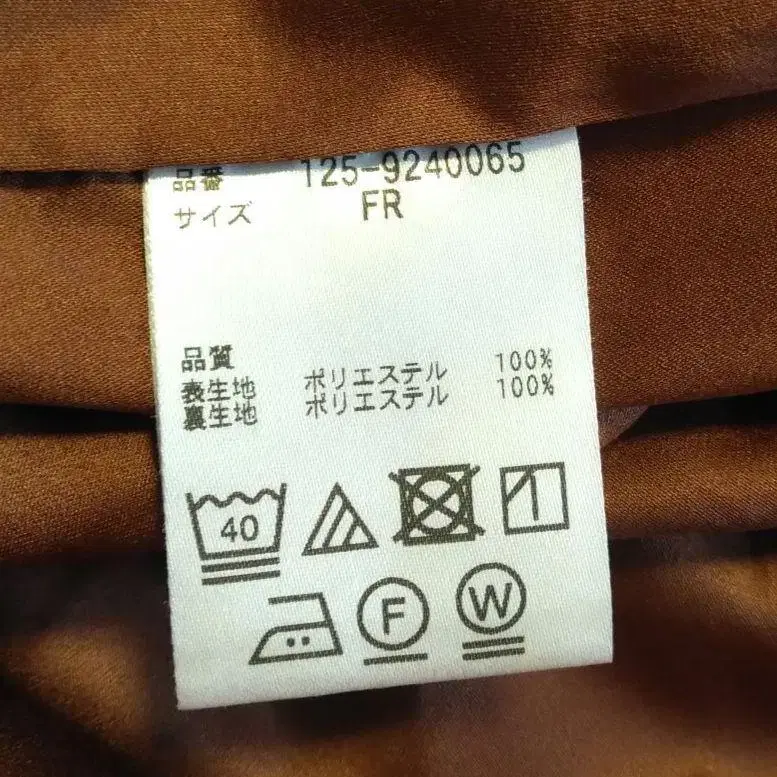 品番 125-9240065
サイズ FR
品質
表生地 ポリエステル 100%
裏生地 ポリエステル 100%
40
F W